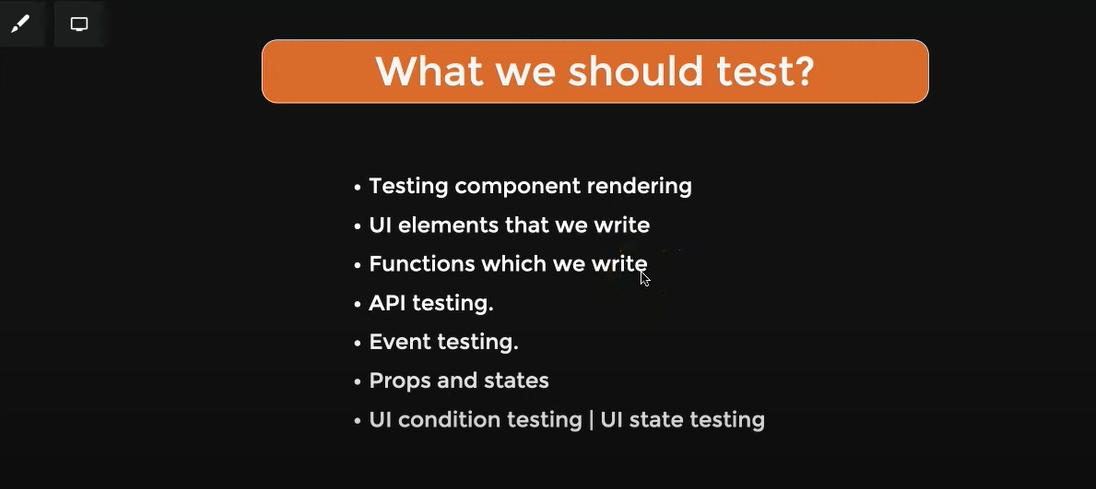 What we should test?
• Testing component rendering
• UI elements that we write
• Functions which we write
• API testing.
• Event testing.
• Props and states
• UI condition testing | UI state testing